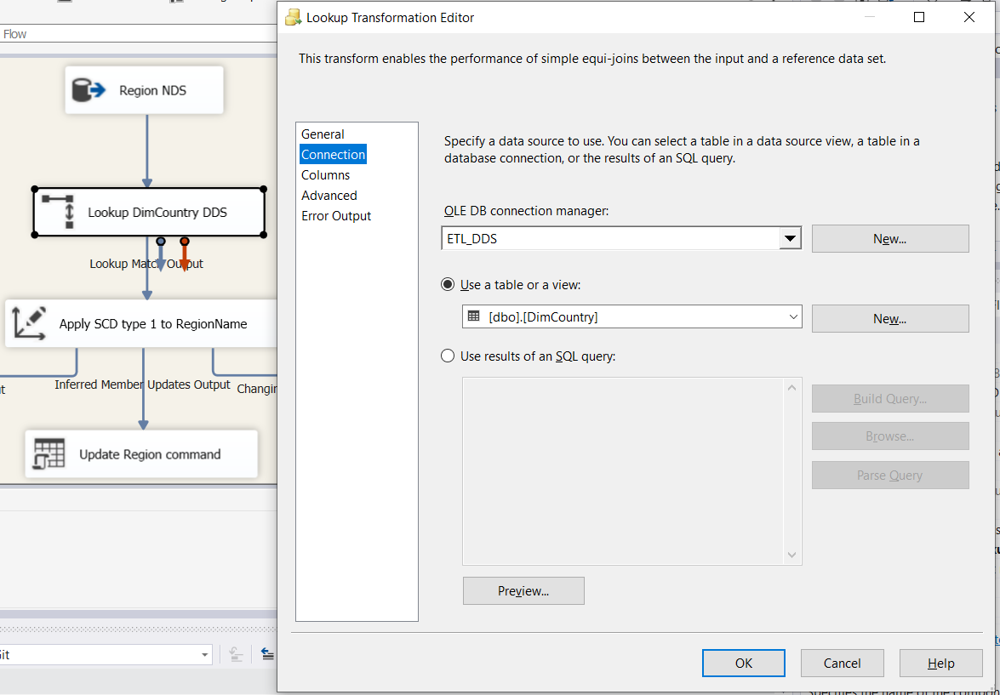 Lookup Transformation Editor
Flow
This transform enables the performance of simple equi-joins between the input and a reference data set.
Region NDS
Lookup DimCountry DDS
Lookup Match Output
Apply SCD type 1 to RegionName
Inferred Member Updates Output
Update Region command
General
Connection
Columns
Advanced
Error Output
Specify a data source to use. You can select a table in a data source view, a table in a
database connection, or the results of an SQL query.
OLE DB connection manager:
ETL_DDS
New...
Use a table or a view:
[dbo].[DimCountry]
New...
Use results of an SQL query:
Build Query...
Browse...
Parse Query
Preview...
OK
Cancel
Help